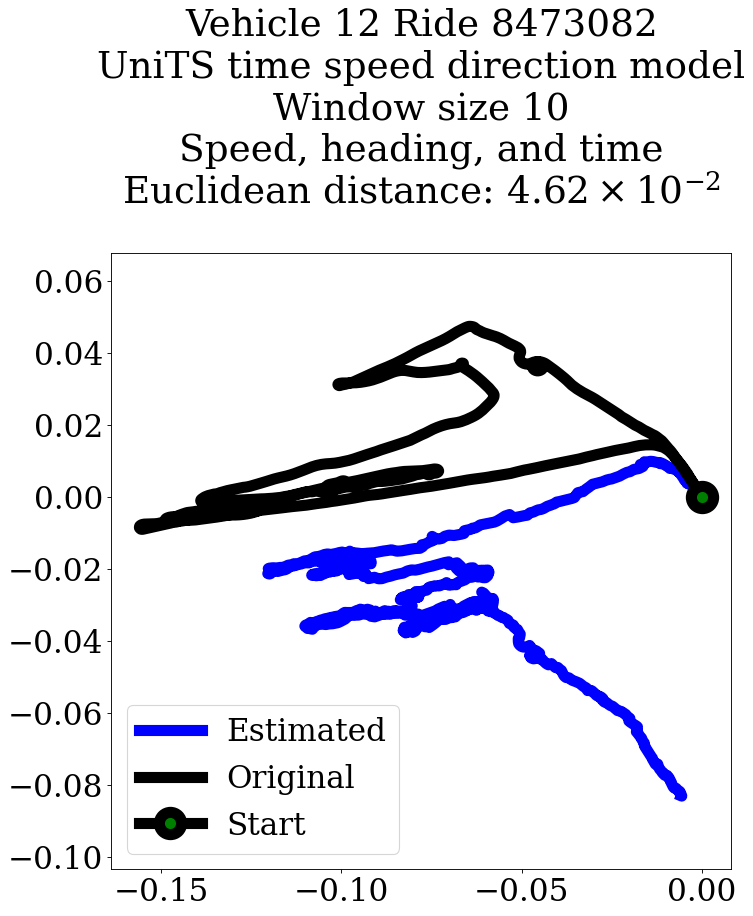 Vehicle 12 Ride 8473082
UniTS time speed direction model
Window size 10
Speed, heading, and time
Euclidean distance: 4.62 × 10⁻²
0.06
0.04
0.02
0.00
−0.02
−0.04
−0.06
−0.08
−0.10
Estimated
Original
Start
−0.15
−0.10
−0.05
0.00